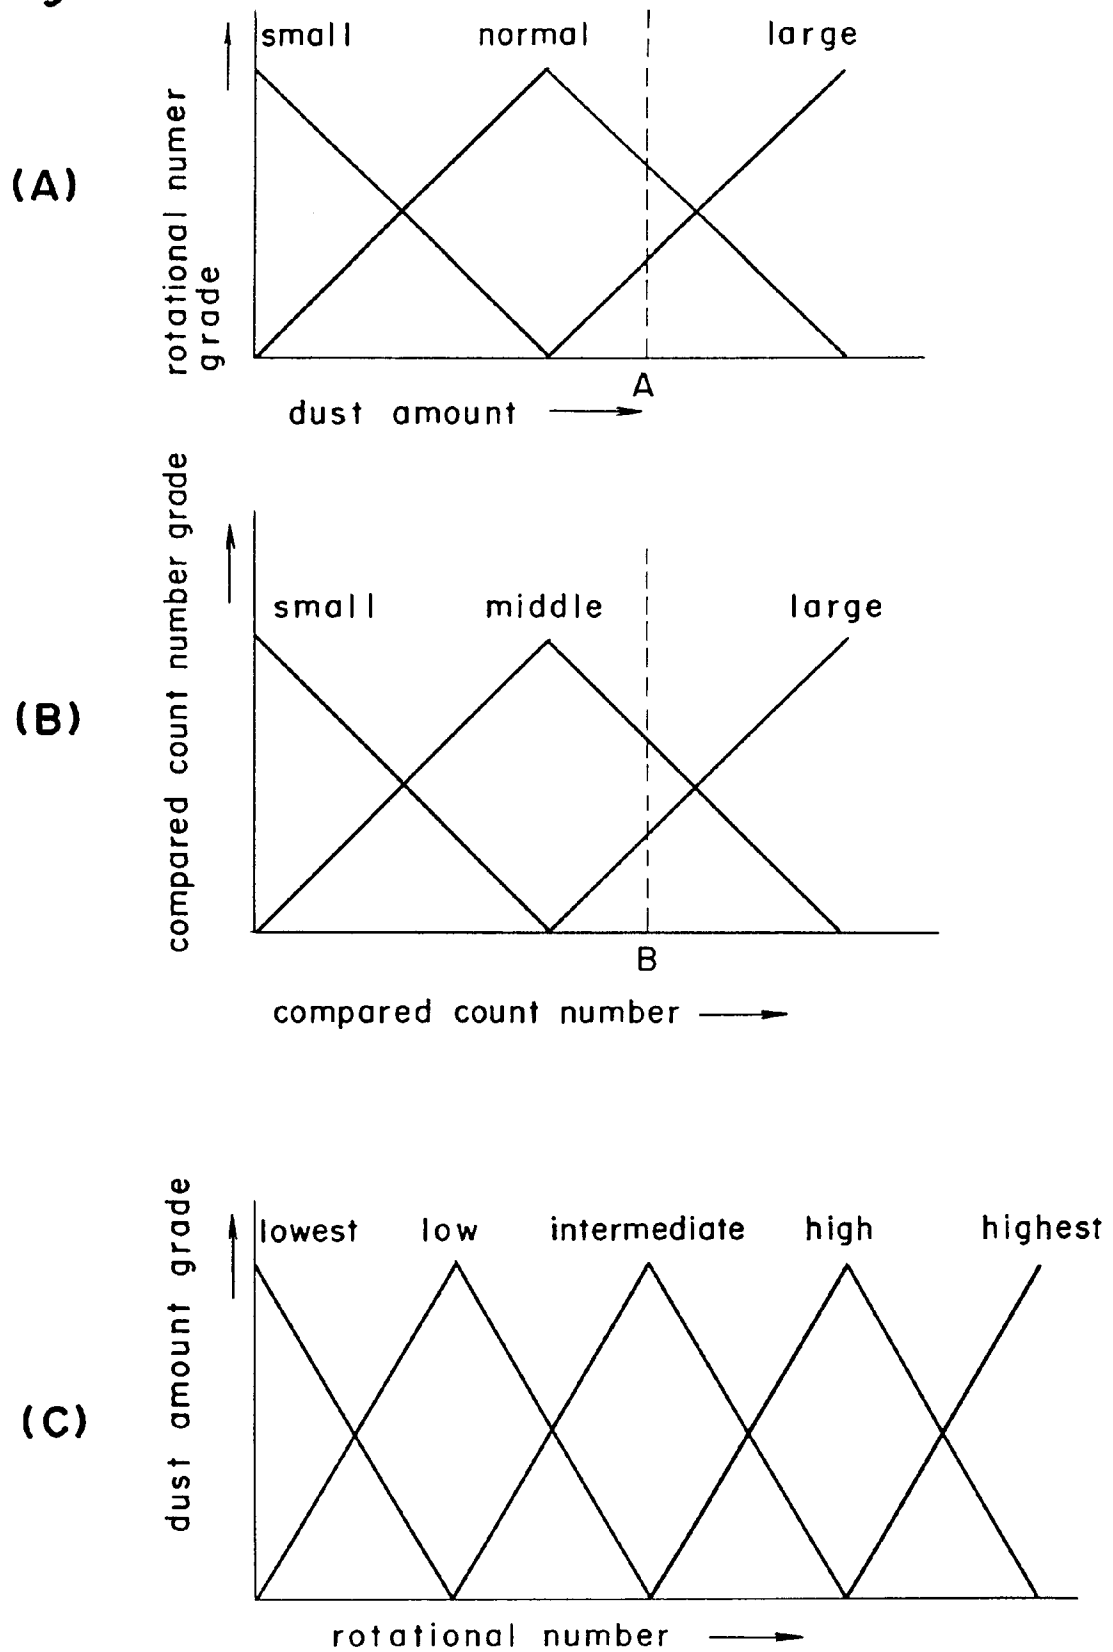 small normal large
(A)
rotational numer
grade
A
dust amount
compared count number grade
small middle large
(B)
B
compared count number
dust amount grade
lowest low intermediate high highest
(C)
rotational number